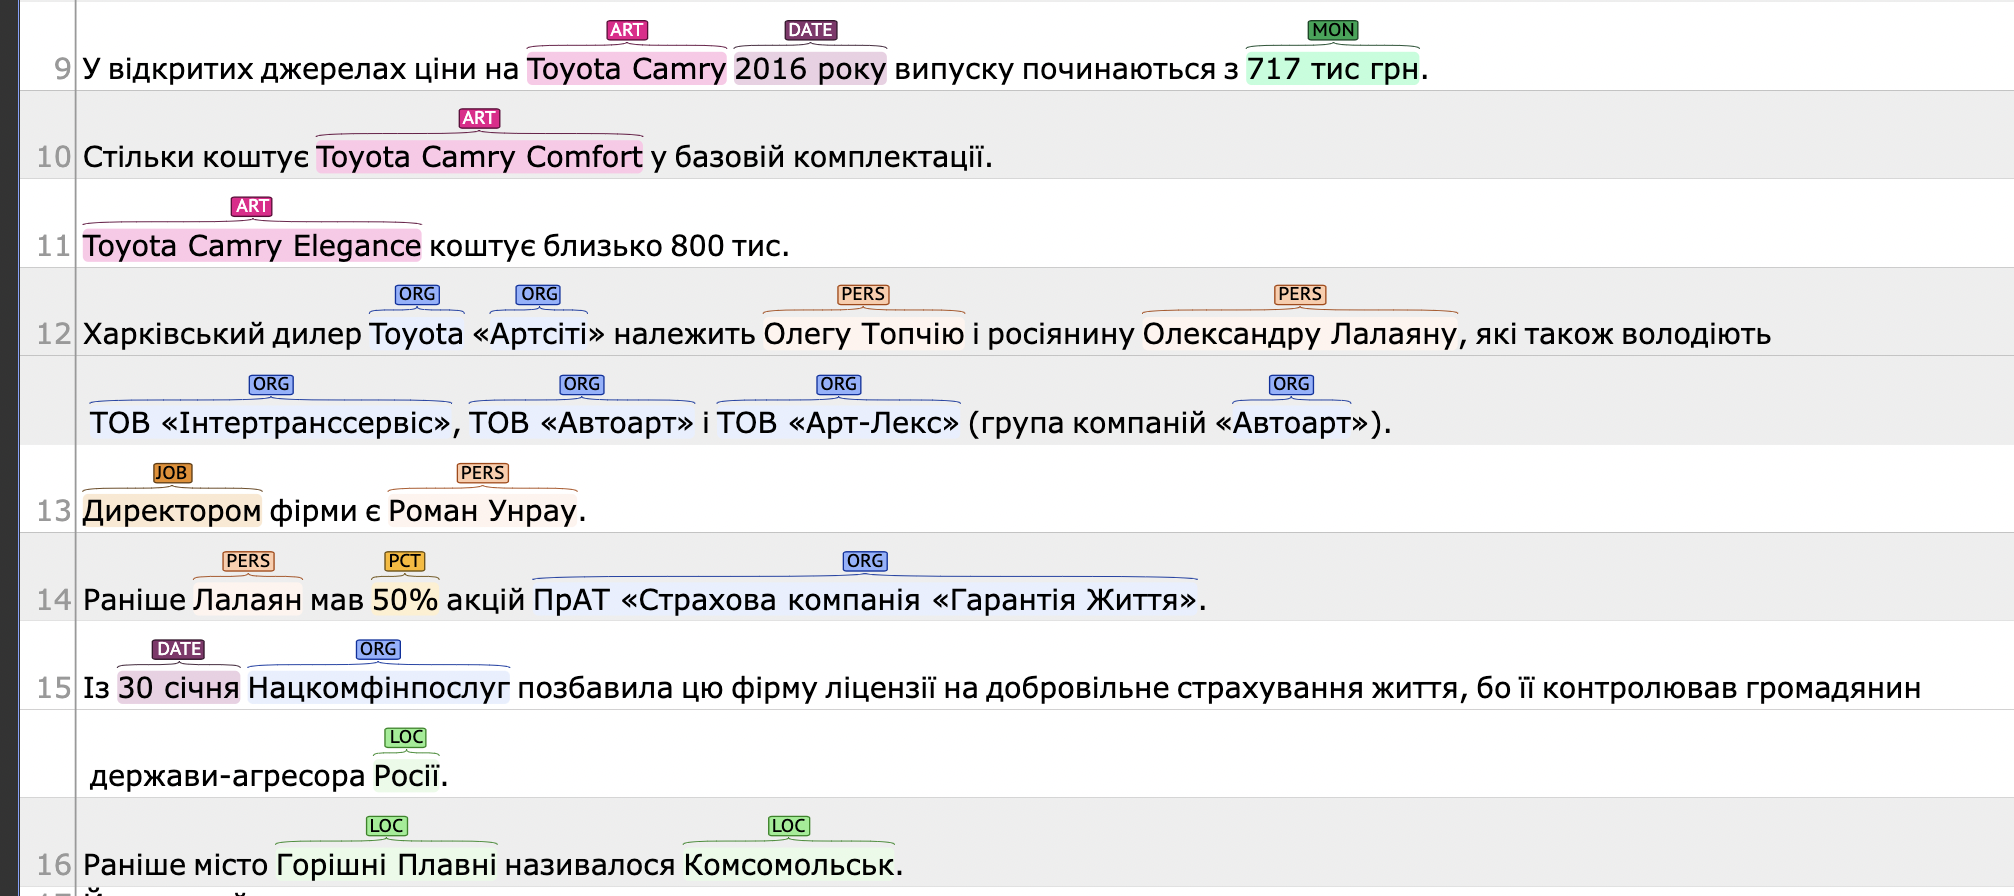 ART DATE MON
9 У відкритих джерелах ціни на Toyota Camry 2016 року випуску починаються з 717 тис грн.
ART
10 Стільки коштує Toyota Camry Comfort у базовій комплектації.
ART
11 Toyota Camry Elegance коштує близько 800 тис.
ORG ORG PERS PERS
12 Харківський дилер Toyota «Артсіті» належить Олегу Топчію і росіянину Олександру Лалаяну, які також володіють
ORG ORG ORG ORG
ТОВ «Інтертранссервіс», ТОВ «Автоарт» і ТОВ «Арт-Лекс» (група компаній «Автоарт»).
JOB PERS
13 Директором фірми є Роман Унрау.
PERS PCT ORG
14 Раніше Лалаян мав 50% акцій ПрАТ «Страхова компанія «Гарантія Життя».
DATE ORG
15 Із 30 січня Нацкомфінпослуг позбавила цю фірму ліцензії на добровільне страхування життя, бо її контролював громадянин
LOC
держави-агресора Росії.
LOC LOC
16 Раніше місто Горішні Плавні називалося Комсомольськ.